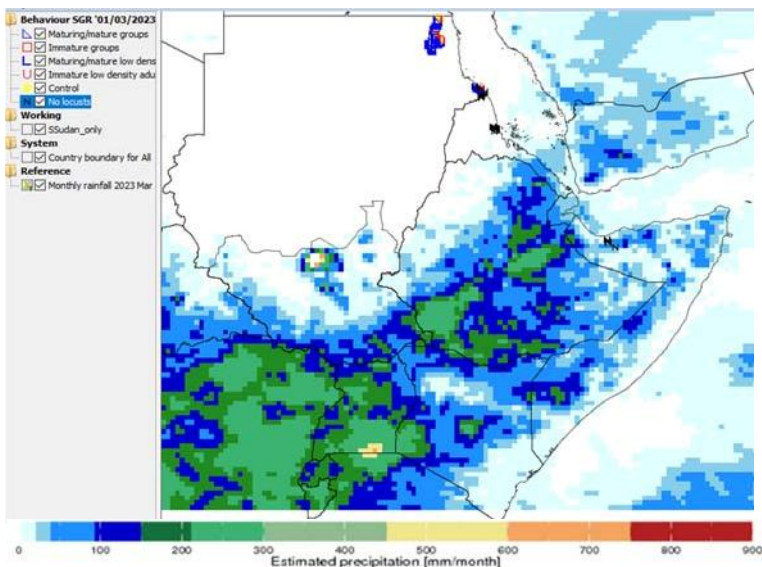 Behaviour SGR '01/03/2023
Maturing/mature groups
Immature groups
Maturing/mature low dens
Immature low density adu
Control
No locusts
Working
SSudan_only
System
Country boundary for All
Reference
Monthly rainfall 2023 Mar
0 100 200 300 400 500 600 700 800 900
Estimated precipitation [mm/month]